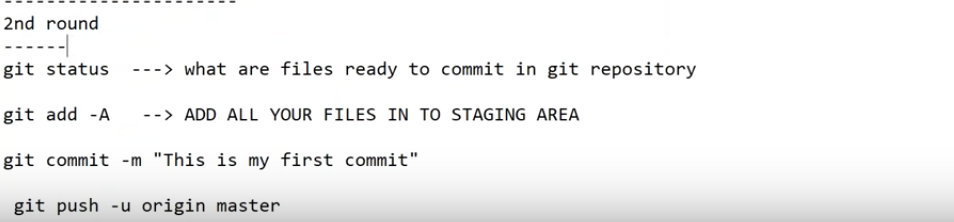 ----------------------
2nd round
------
git status  ---> what are files ready to commit in git repository
git add -A   --> ADD ALL YOUR FILES IN TO STAGING AREA
git commit -m "This is my first commit"
git push -u origin master